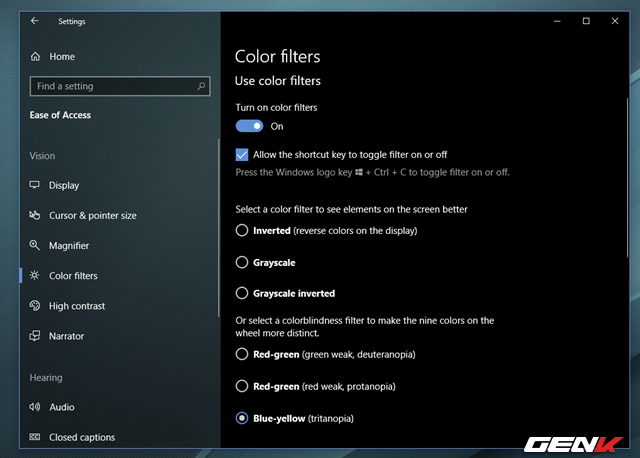 Settings
Home
Find a setting
Ease of Access
Vision
Display
Cursor & pointer size
Magnifier
Color filters
High contrast
Narrator
Hearing
Audio
Closed captions
Color filters
Use color filters
Turn on color filters
On
Allow the shortcut key to toggle filter on or off
Press the Windows logo key + Ctrl + C to toggle filter on or off.
Select a color filter to see elements on the screen better
Inverted (reverse colors on the display)
Grayscale
Grayscale inverted
Or select a colorblindness filter to make the nine colors on the
wheel more distinct.
Red-green (green weak, deuteranopia)
Red-green (red weak, protanopia)
Blue-yellow (tritanopia)
GENK